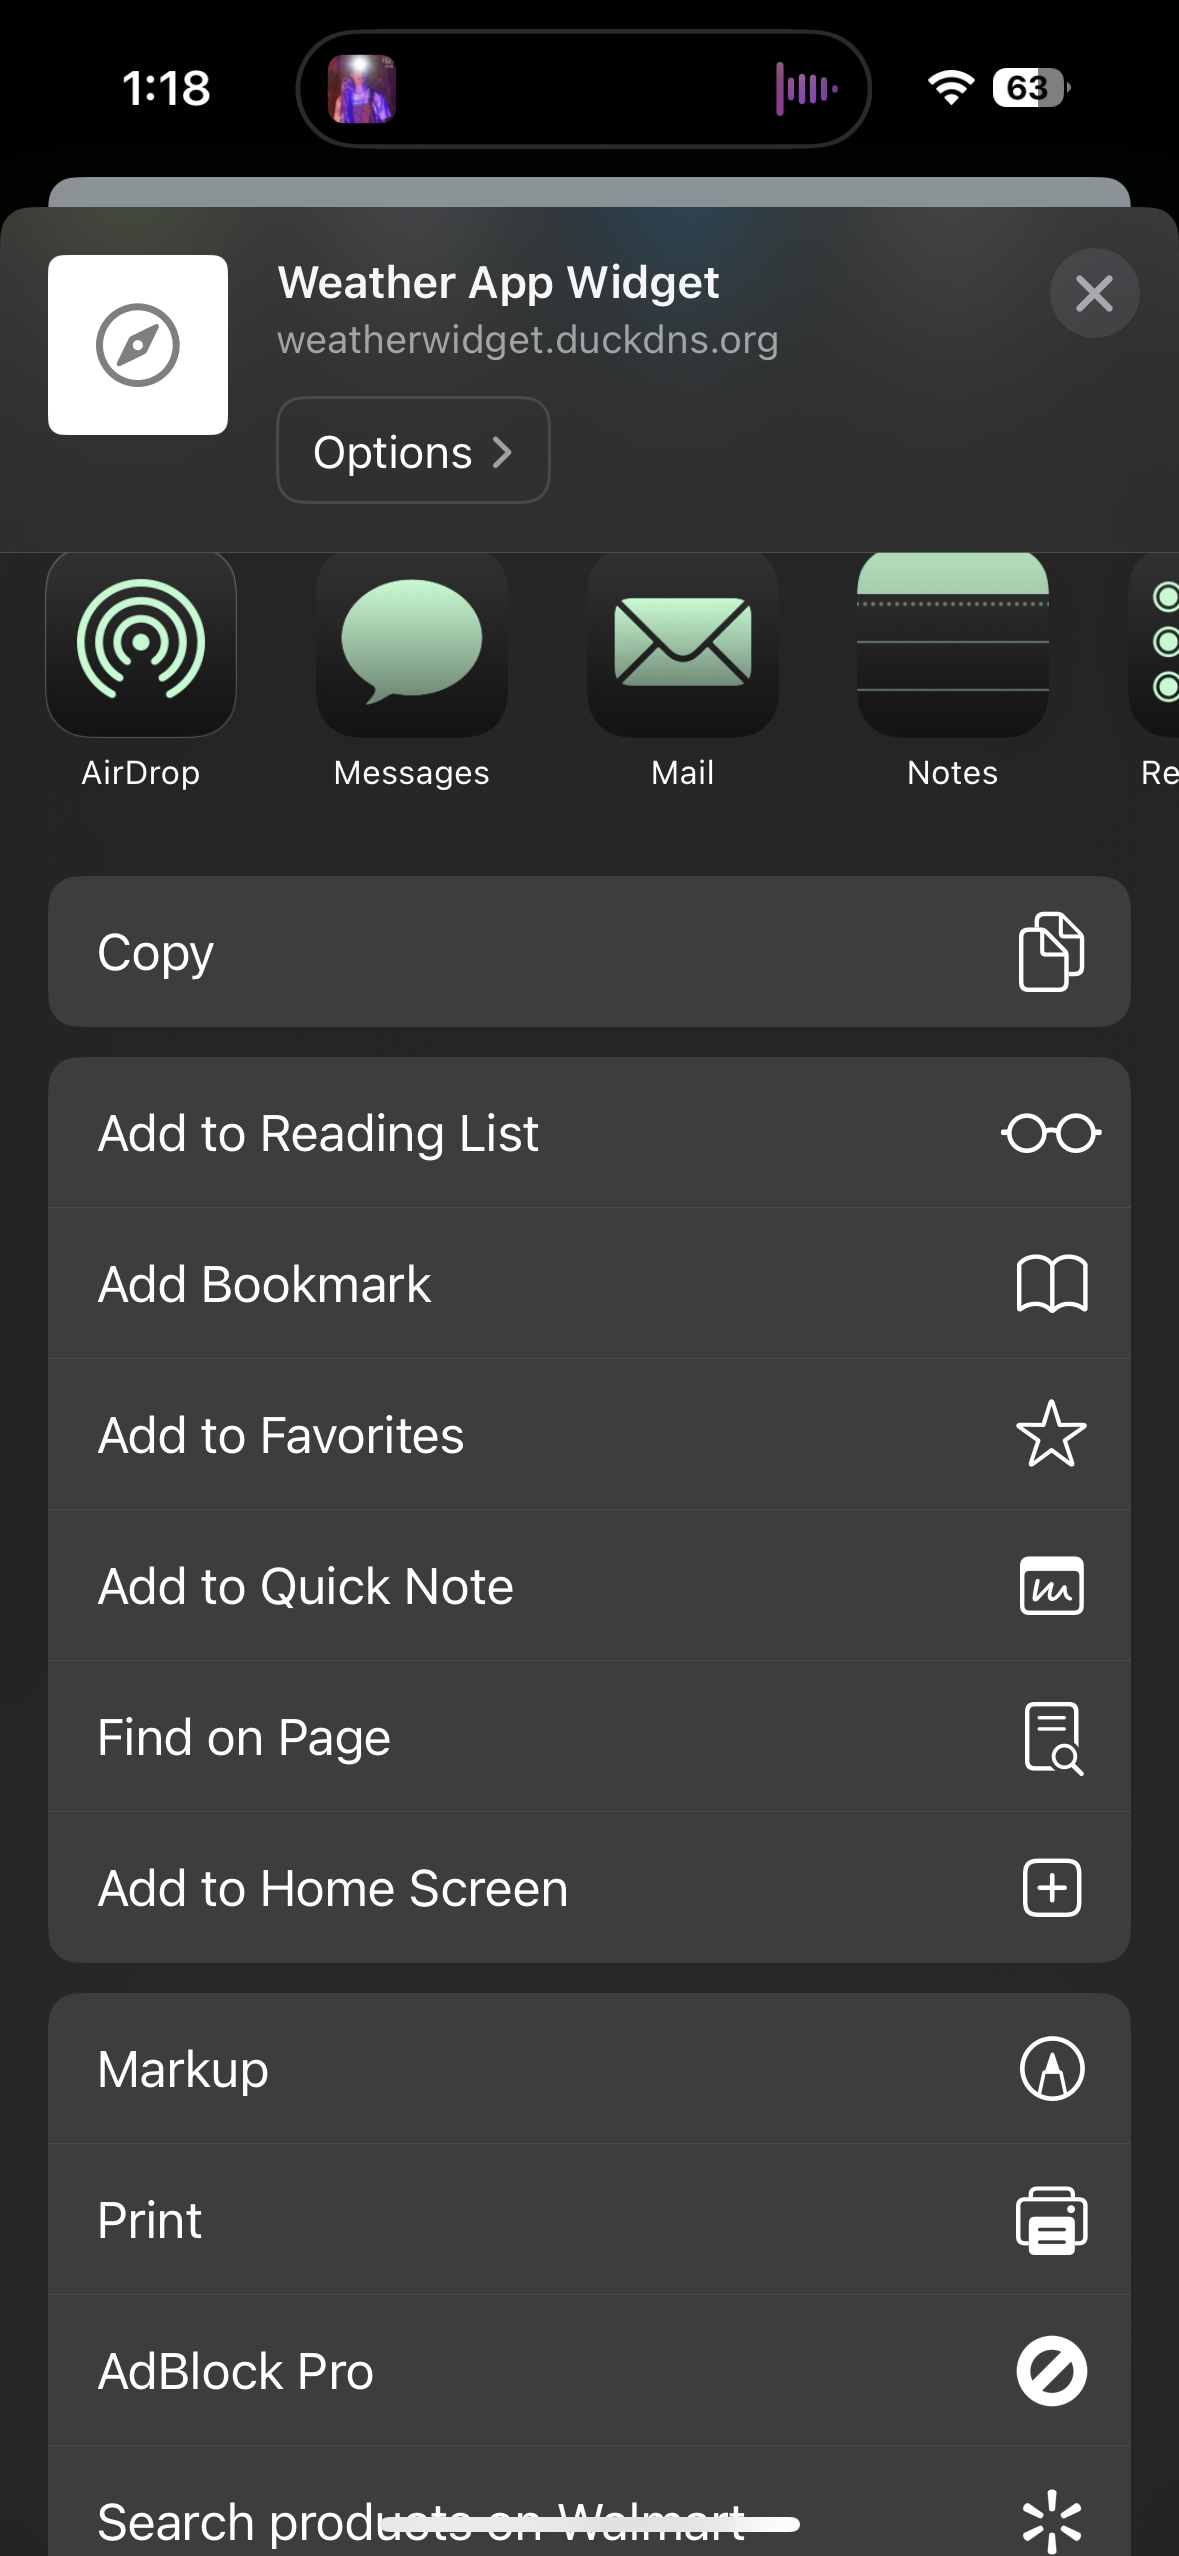 1:18
63
Weather App Widget
weatherwidget.duckdns.org
Options
AirDrop
Messages
Mail
Notes
Re
Copy
Add to Reading List
Add Bookmark
Add to Favorites
Add to Quick Note
Find on Page
Add to Home Screen
Markup
Print
AdBlock Pro
Search products on Walmart